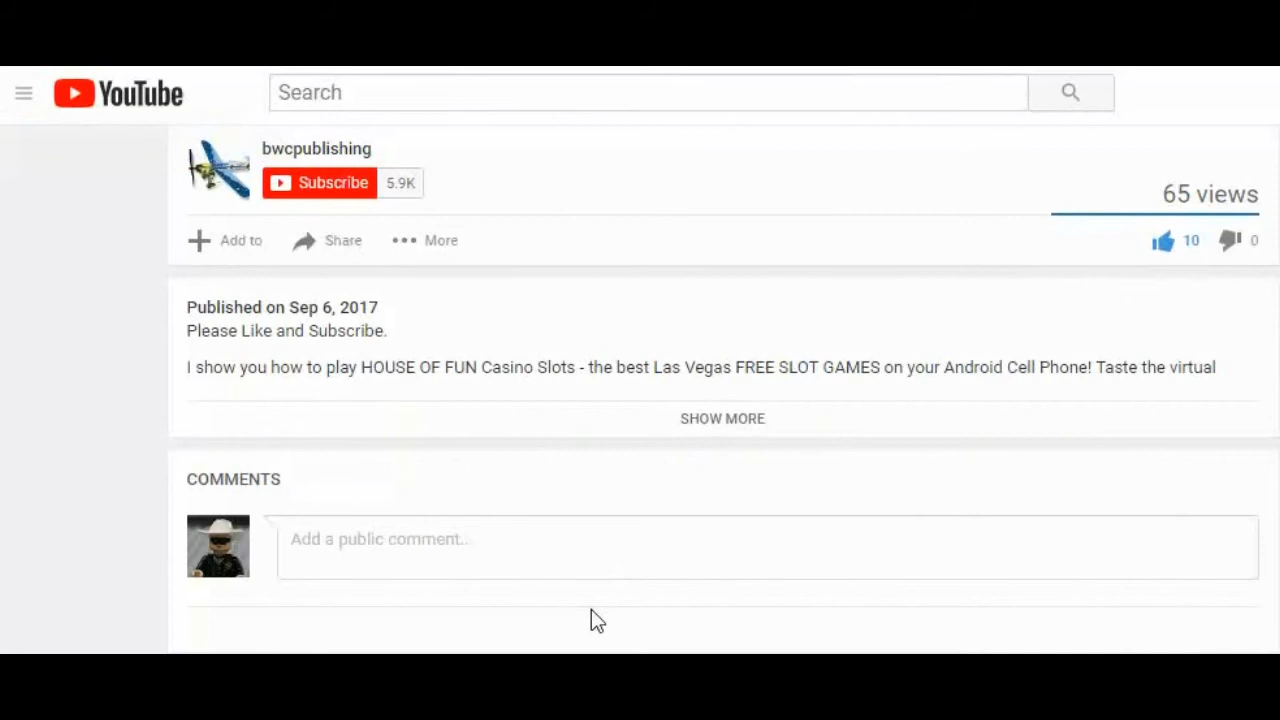 YouTube
Search
bwcpublishing
Subscribe 5.9K
65 views
Add to Share More
10 0
Published on Sep 6, 2017
Please Like and Subscribe.
I show you how to play HOUSE OF FUN Casino Slots - the best Las Vegas FREE SLOT GAMES on your Android Cell Phone! Taste the virtual
SHOW MORE
COMMENTS
Add a public comment...